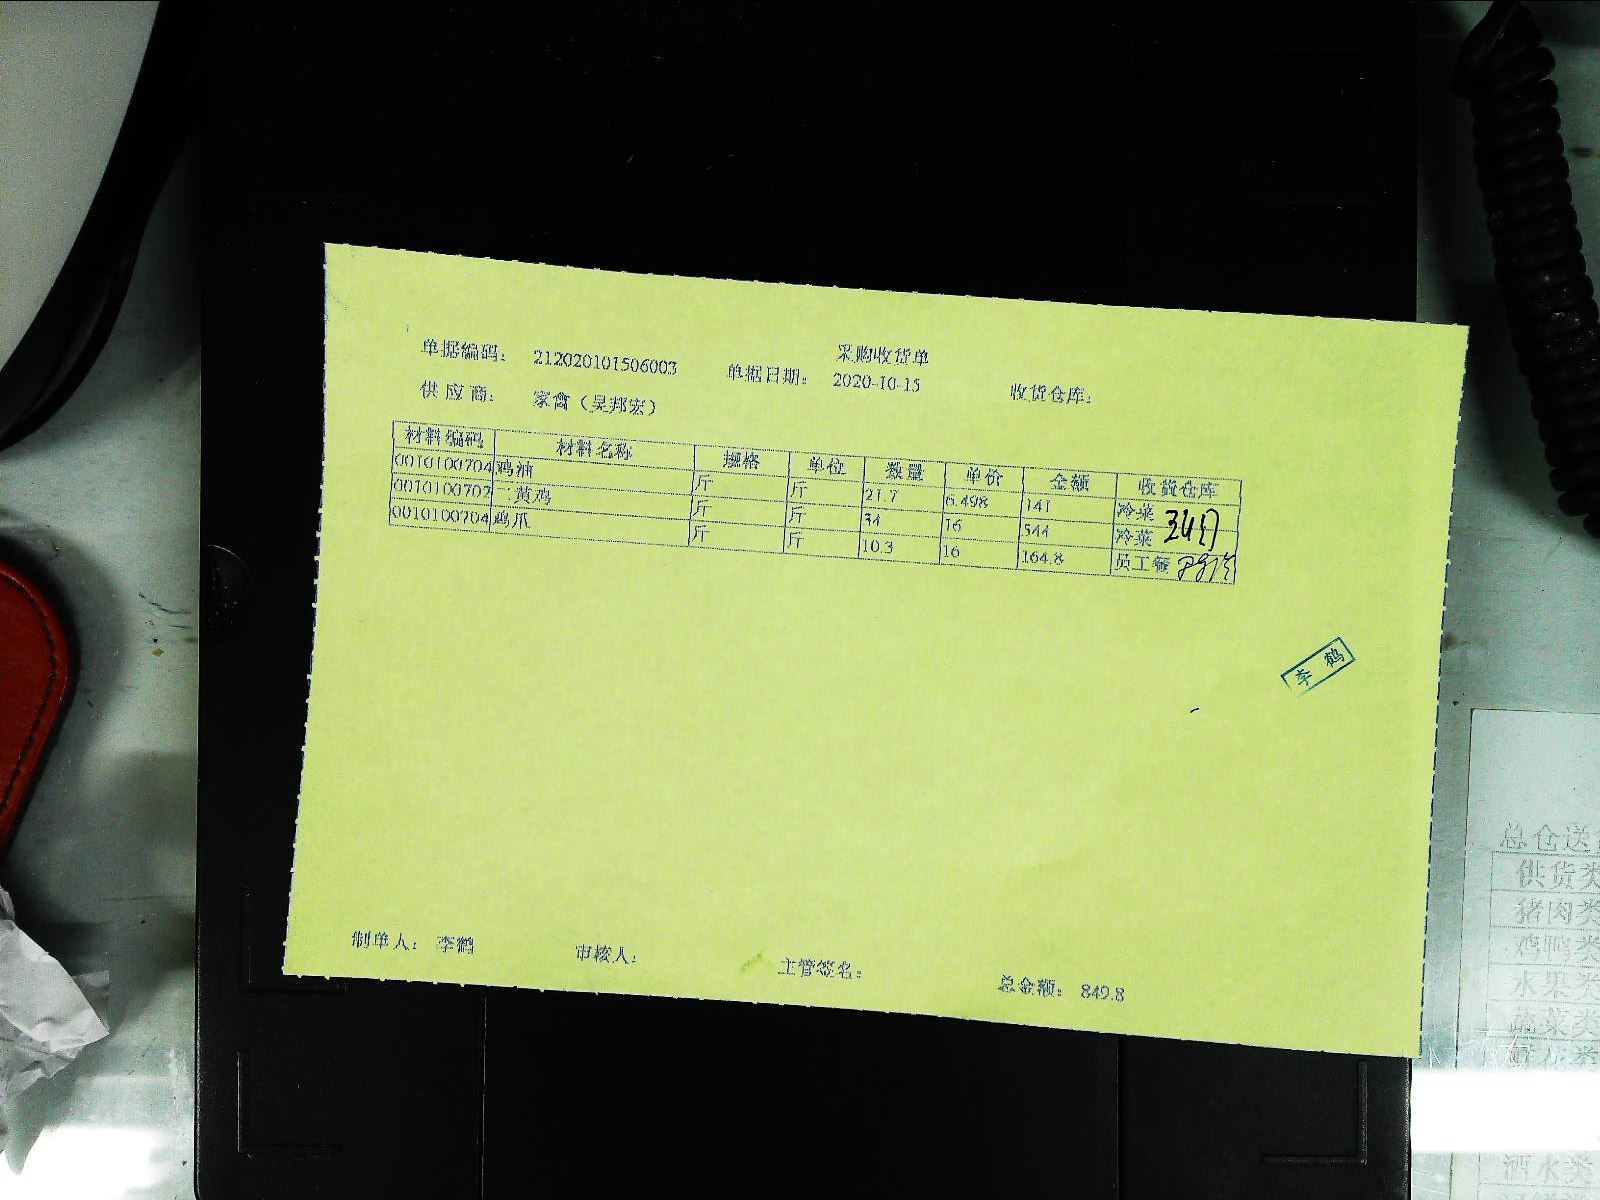 采购收货单
单据编码： 212020101506003 单据日期： 2020-10-15 收货仓库：
供应商： 家禽（吴邦宏）
材料编码 材料名称 规格 单位 数量 单价 金额 收货仓库
0010100704 鸡油 斤 斤 21.7 6.498 141 冷菜
0010100702 三黄鸡 斤 斤 34 16 544 冷菜
0010100704 鸡爪 斤 斤 10.3 16 164.8 员工餐
李鹤
制单人： 李鹤 审核人： 主管签名： 总金额： 849.8
总仓送
供货类
猪肉类
鸡鸭类
水果类
蔬菜类
酒水类